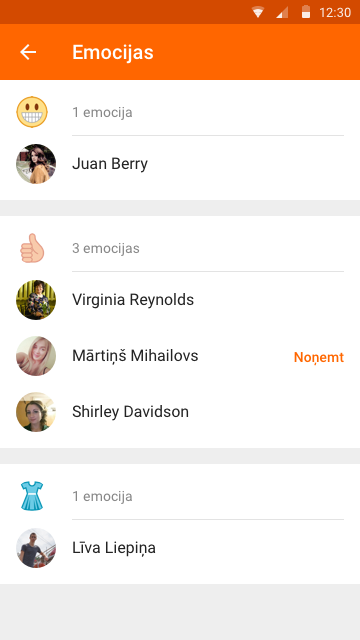 12:30
Emocijas
1 emocija
Juan Berry
3 emocijas
Virginia Reynolds
Mārtiņš Mihailovs
Noņemt
Shirley Davidson
1 emocija
Līva Liepiņa